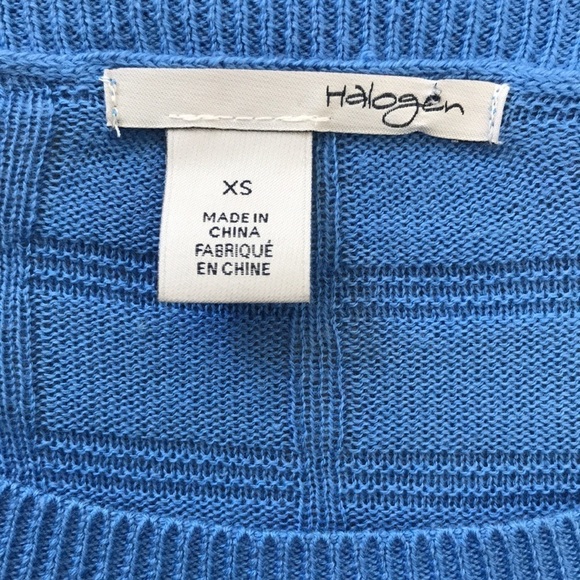 Halogen
XS
MADE IN
CHINA
FABRIQUÉ
EN CHINE